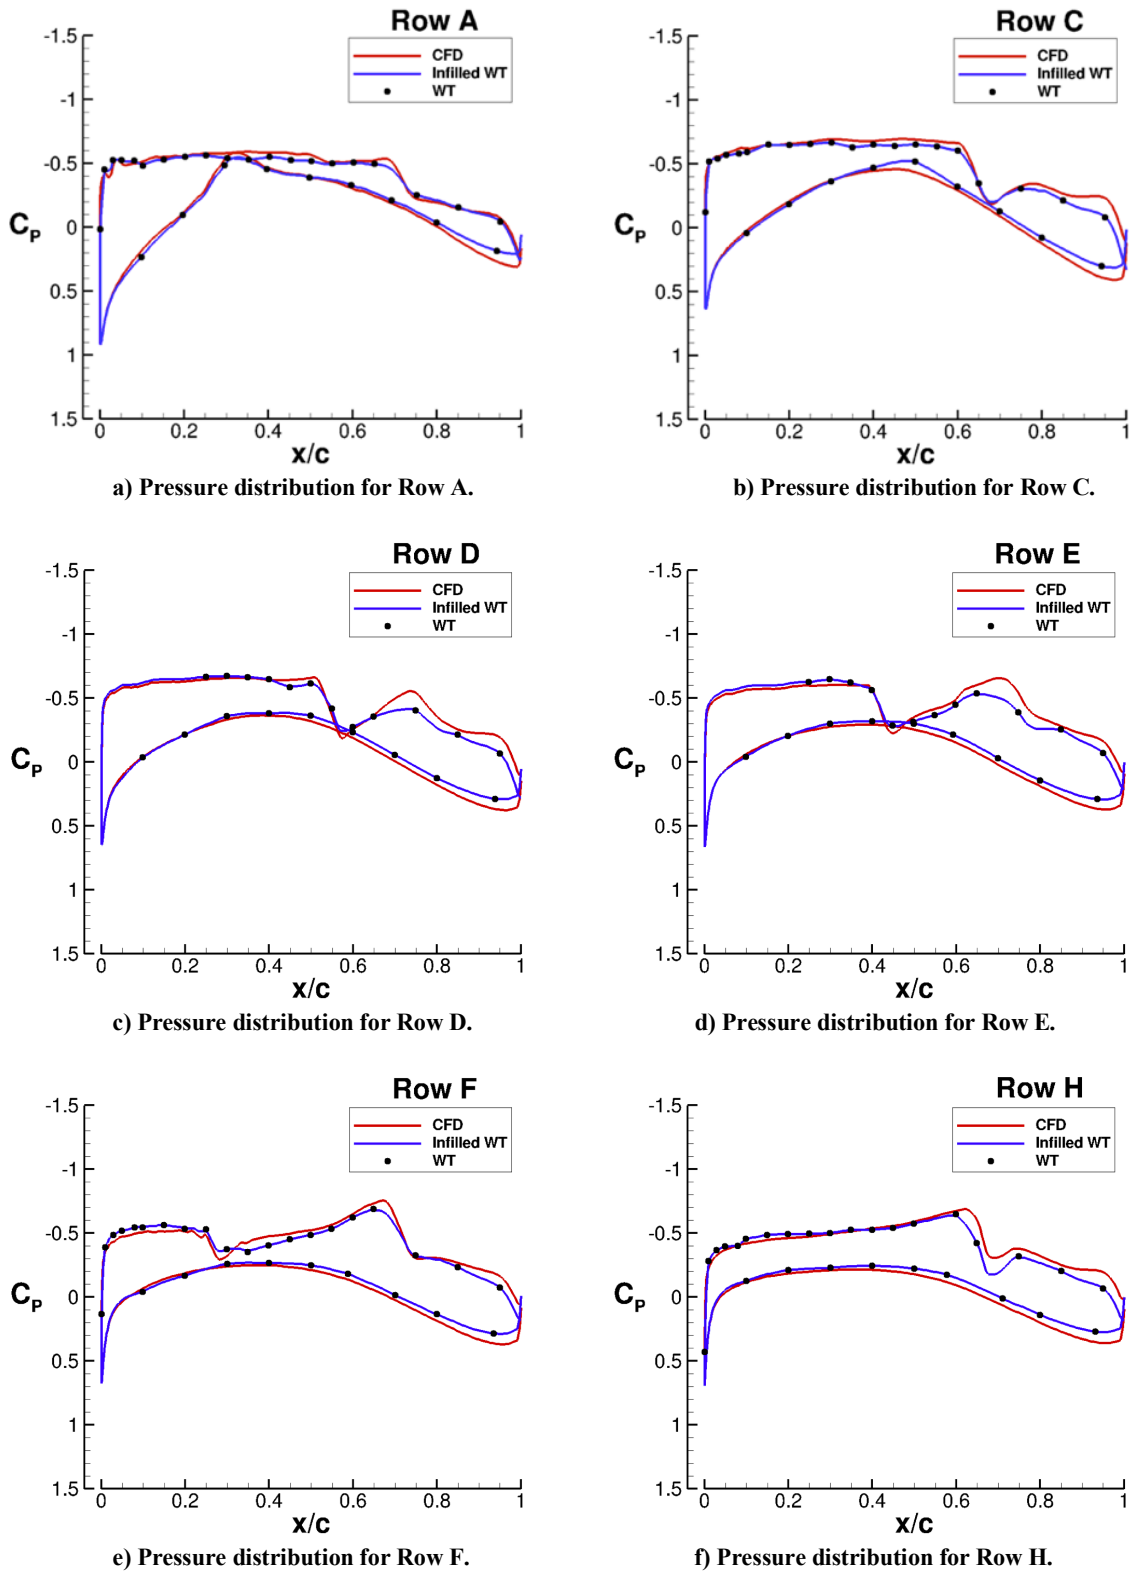 Row A
CFD
Infilled WT
WT
-1.5
-1
-0.5
0
0.5
1
1.5
CP
0 0.2 0.4 0.6 0.8 1
x/c
a) Pressure distribution for Row A.
Row C
CFD
Infilled WT
WT
-1.5
-1
-0.5
0
0.5
1
1.5
CP
0 0.2 0.4 0.6 0.8 1
x/c
b) Pressure distribution for Row C.
Row D
CFD
Infilled WT
WT
-1.5
-1
-0.5
0
0.5
1
1.5
CP
0 0.2 0.4 0.6 0.8 1
x/c
c) Pressure distribution for Row D.
Row E
CFD
Infilled WT
WT
-1.5
-1
-0.5
0
0.5
1
1.5
CP
0 0.2 0.4 0.6 0.8 1
x/c
d) Pressure distribution for Row E.
Row F
CFD
Infilled WT
WT
-1.5
-1
-0.5
0
0.5
1
1.5
CP
0 0.2 0.4 0.6 0.8 1
x/c
e) Pressure distribution for Row F.
Row H
CFD
Infilled WT
WT
-1.5
-1
-0.5
0
0.5
1
1.5
CP
0 0.2 0.4 0.6 0.8 1
x/c
f) Pressure distribution for Row H.